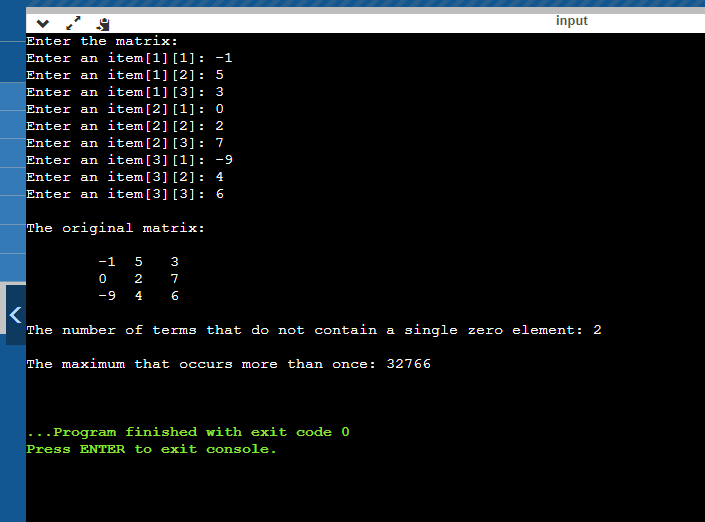 input
Enter the matrix:
Enter an item[1][1]: -1
Enter an item[1][2]: 5
Enter an item[1][3]: 3
Enter an item[2][1]: 0
Enter an item[2][2]: 2
Enter an item[2][3]: 7
Enter an item[3][1]: -9
Enter an item[3][2]: 4
Enter an item[3][3]: 6
The original matrix:
-1 5 3
0 2 7
-9 4 6
The number of terms that do not contain a single zero element: 2
The maximum that occurs more than once: 32766
...Program finished with exit code 0
Press ENTER to exit console.